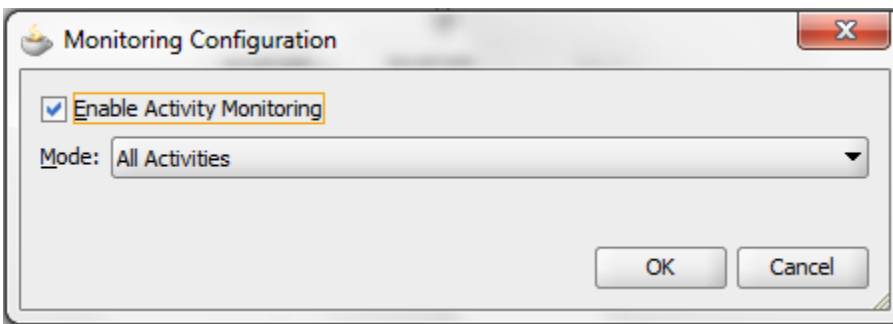 Monitoring Configuration
Enable Activity Monitoring
Mode: All Activities
OK Cancel